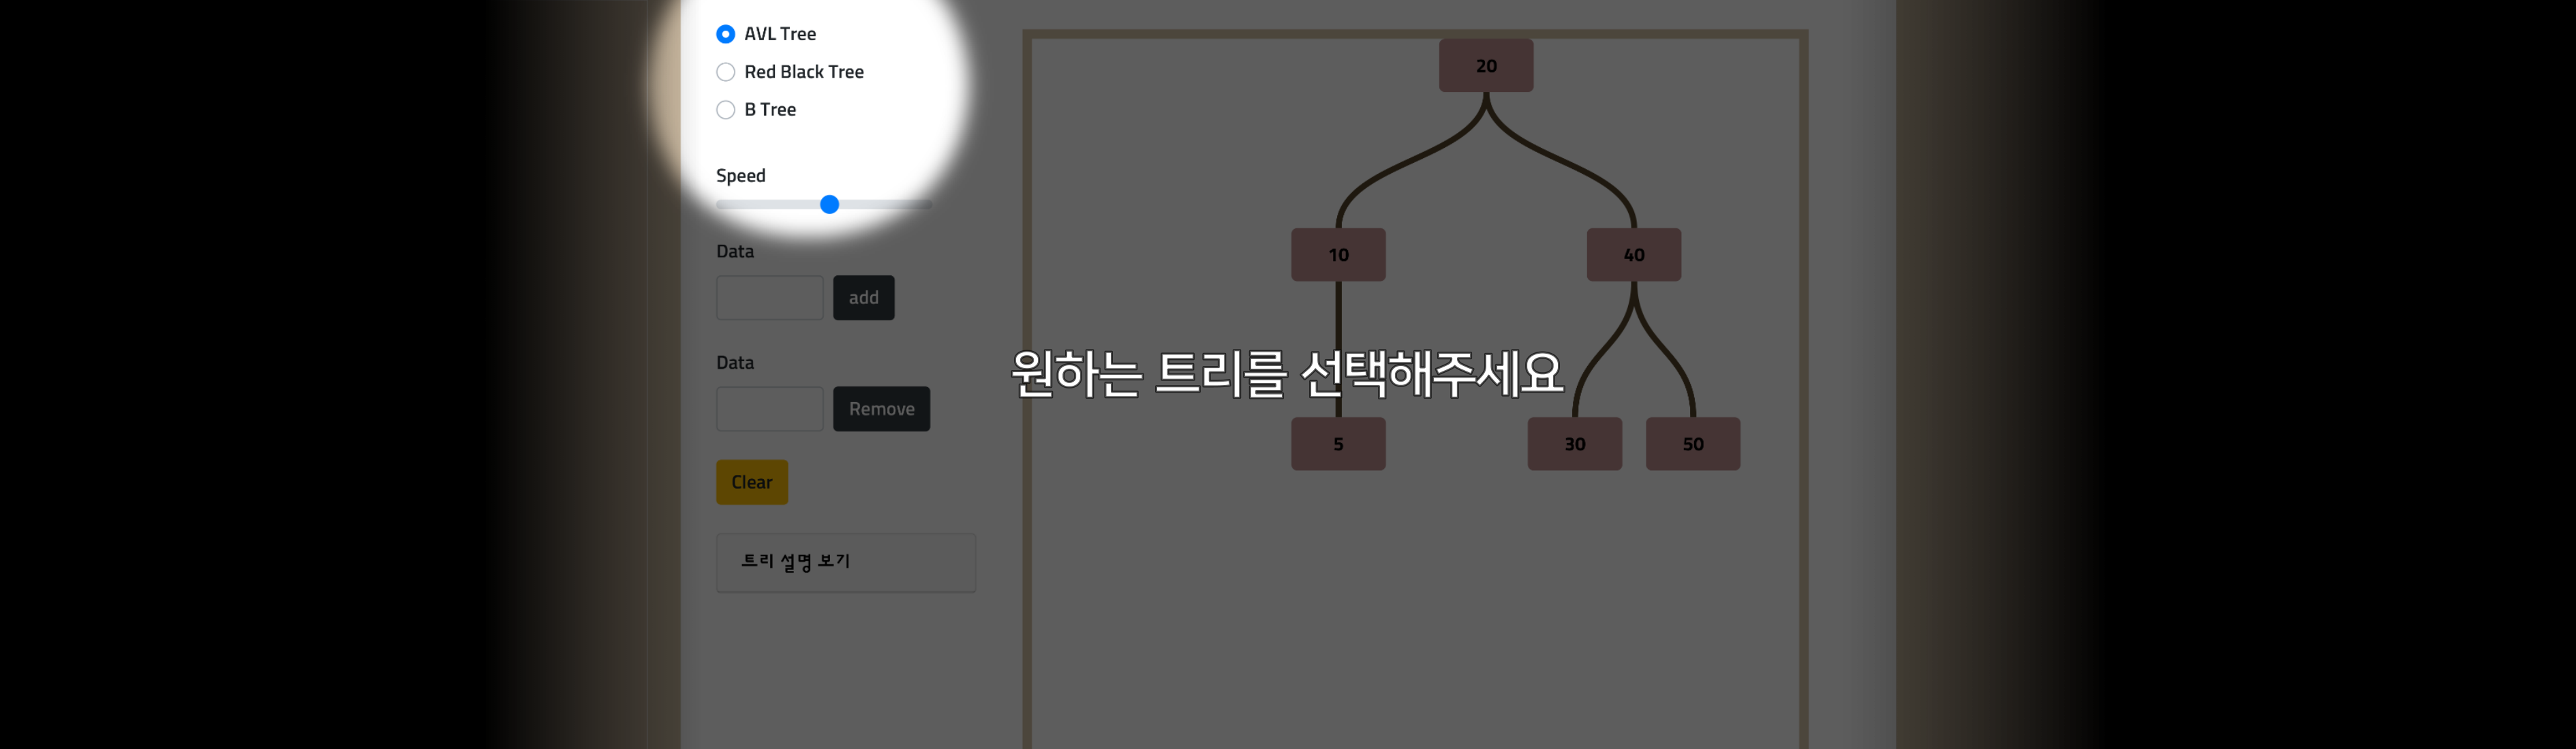 AVL Tree
Red Black Tree
B Tree
Speed
Data
add
Data
Remove
Clear
트리 설명 보기
20
10
40
원하는 트리를 선택해주세요
5
30
50